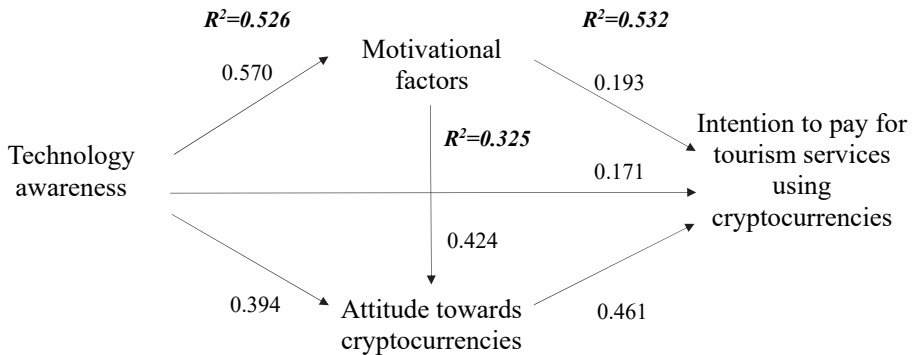 R²=0.526
R²=0.532
Motivational
factors
0.570
0.193
R²=0.325
Technology
awareness
Intention to pay for
tourism services
using
cryptocurrencies
0.171
0.424
0.394
Attitude towards
cryptocurrencies
0.461